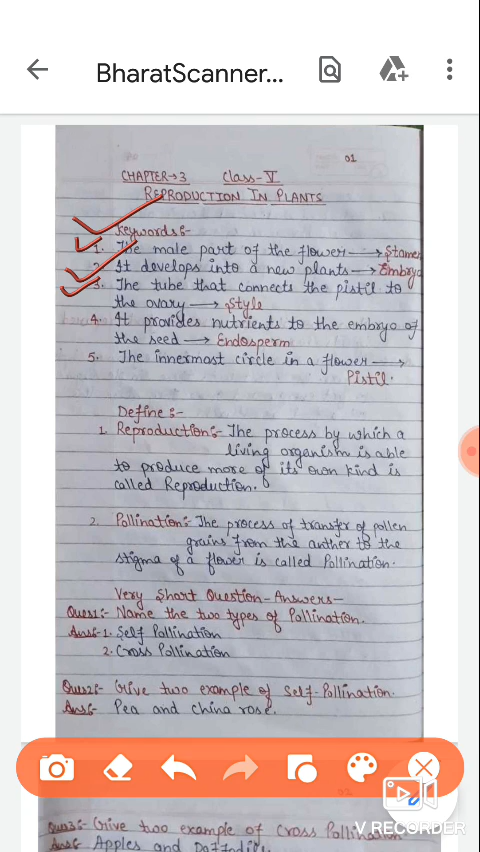 BharatScanner...
01
CHAPTER→3 Class-V
REPRODUCTION IN PLANTS
Keywords:-
1. The male part of the flower → Stamen
2. It develops into a new plants → Embryo
3. The tube that connects the pistil to
the ovary → Style
4. It provides nutrients to the embryo of
the seed → Endosperm
5. The innermost circle in a flower →
Pistil.
Define :-
1. Reproduction:- The process by which a
living organism is able
to produce more of its own kind is
called Reproduction.
2. Pollination:- The process of transfer of pollen
grains from the anther to the
stigma of a flower is called Pollination.
Very Short Question-Answers-
Ques1:- Name the two types of Pollination.
Ans:- 1. Self Pollination
2. Cross Pollination
Ques2:- Give two example of Self-Pollination.
Ans:- Pea and China rose.
02
Ques3:- Give two example of Cross Pollination
Ans:- Apples and Daffodils.
V RECORDER